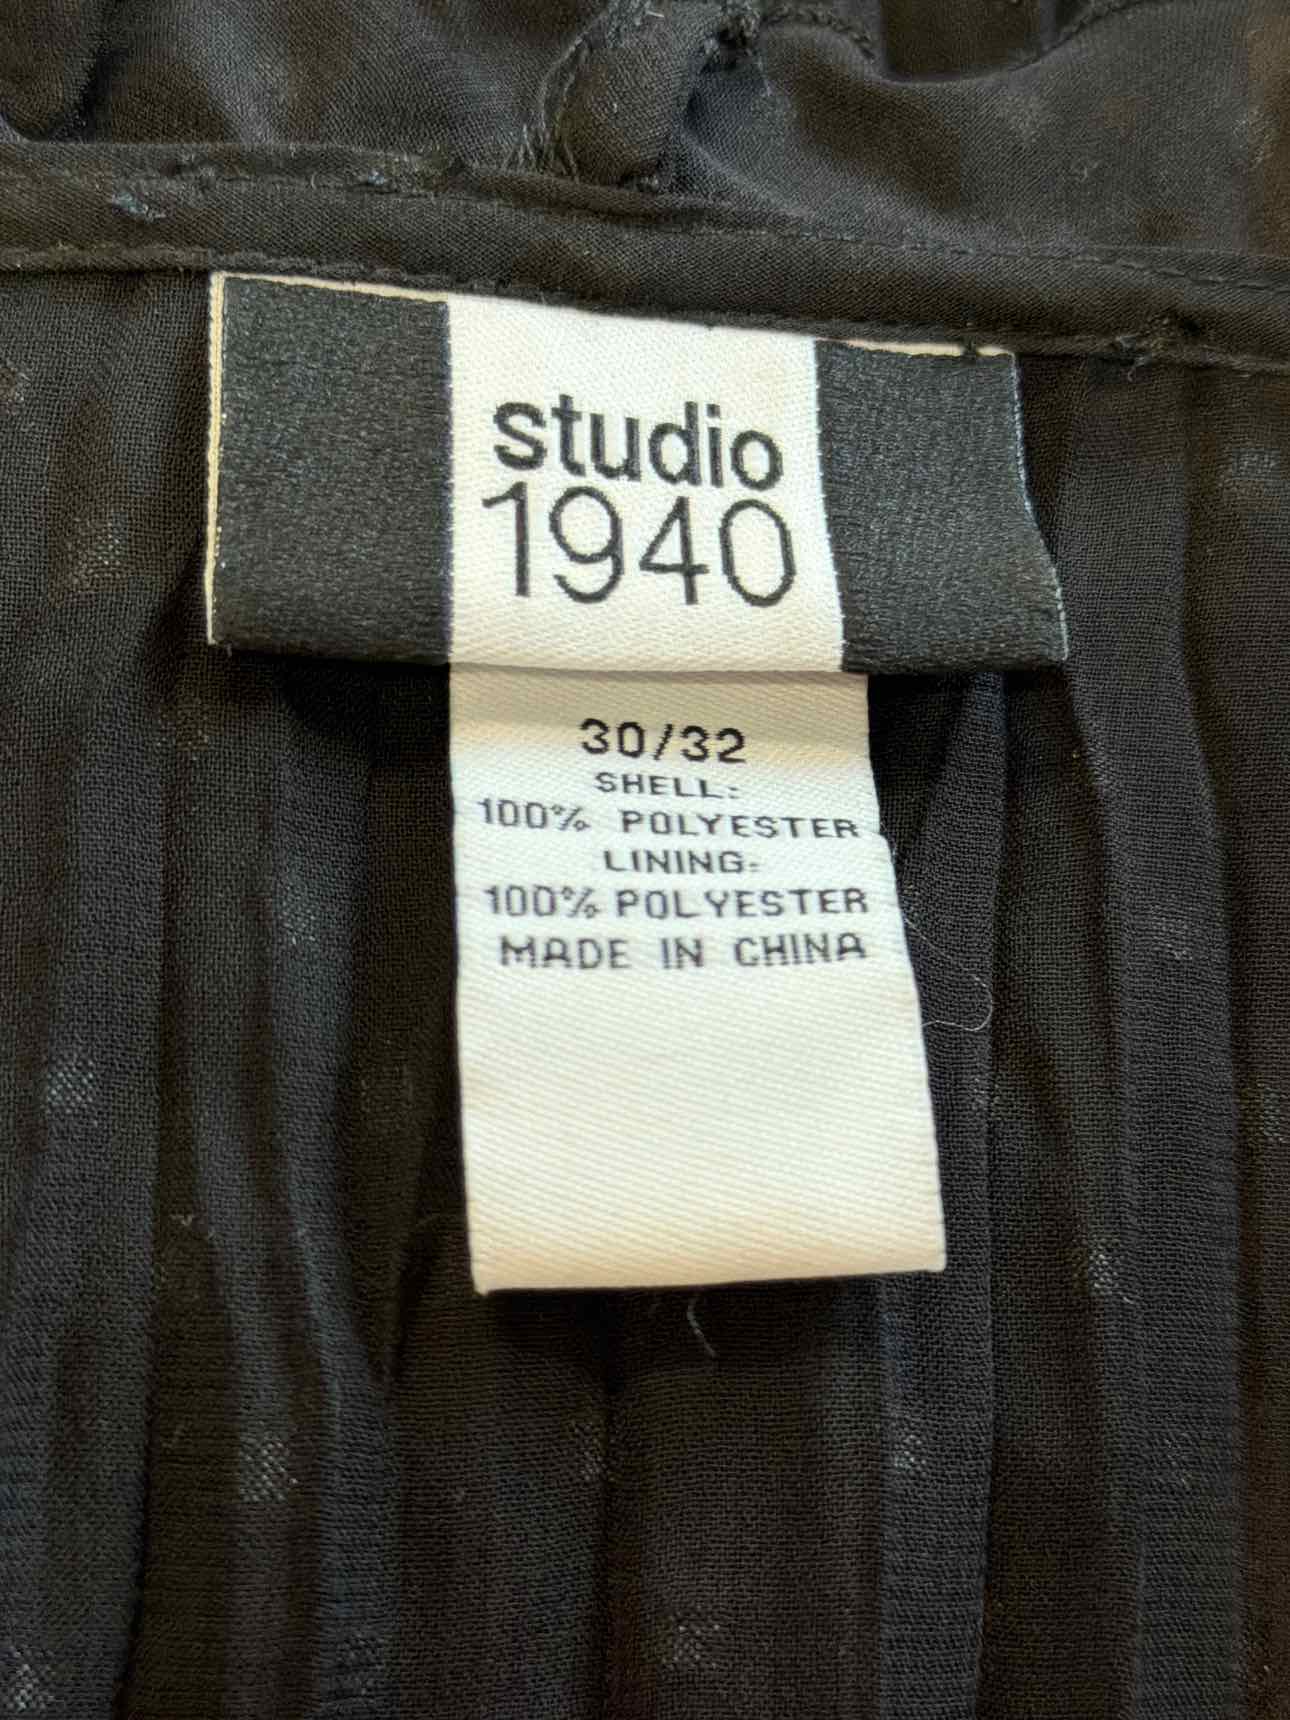 studio
1940
30/32
SHELL:
100% POLYESTER
LINING:
100% POLYESTER
MADE IN CHINA